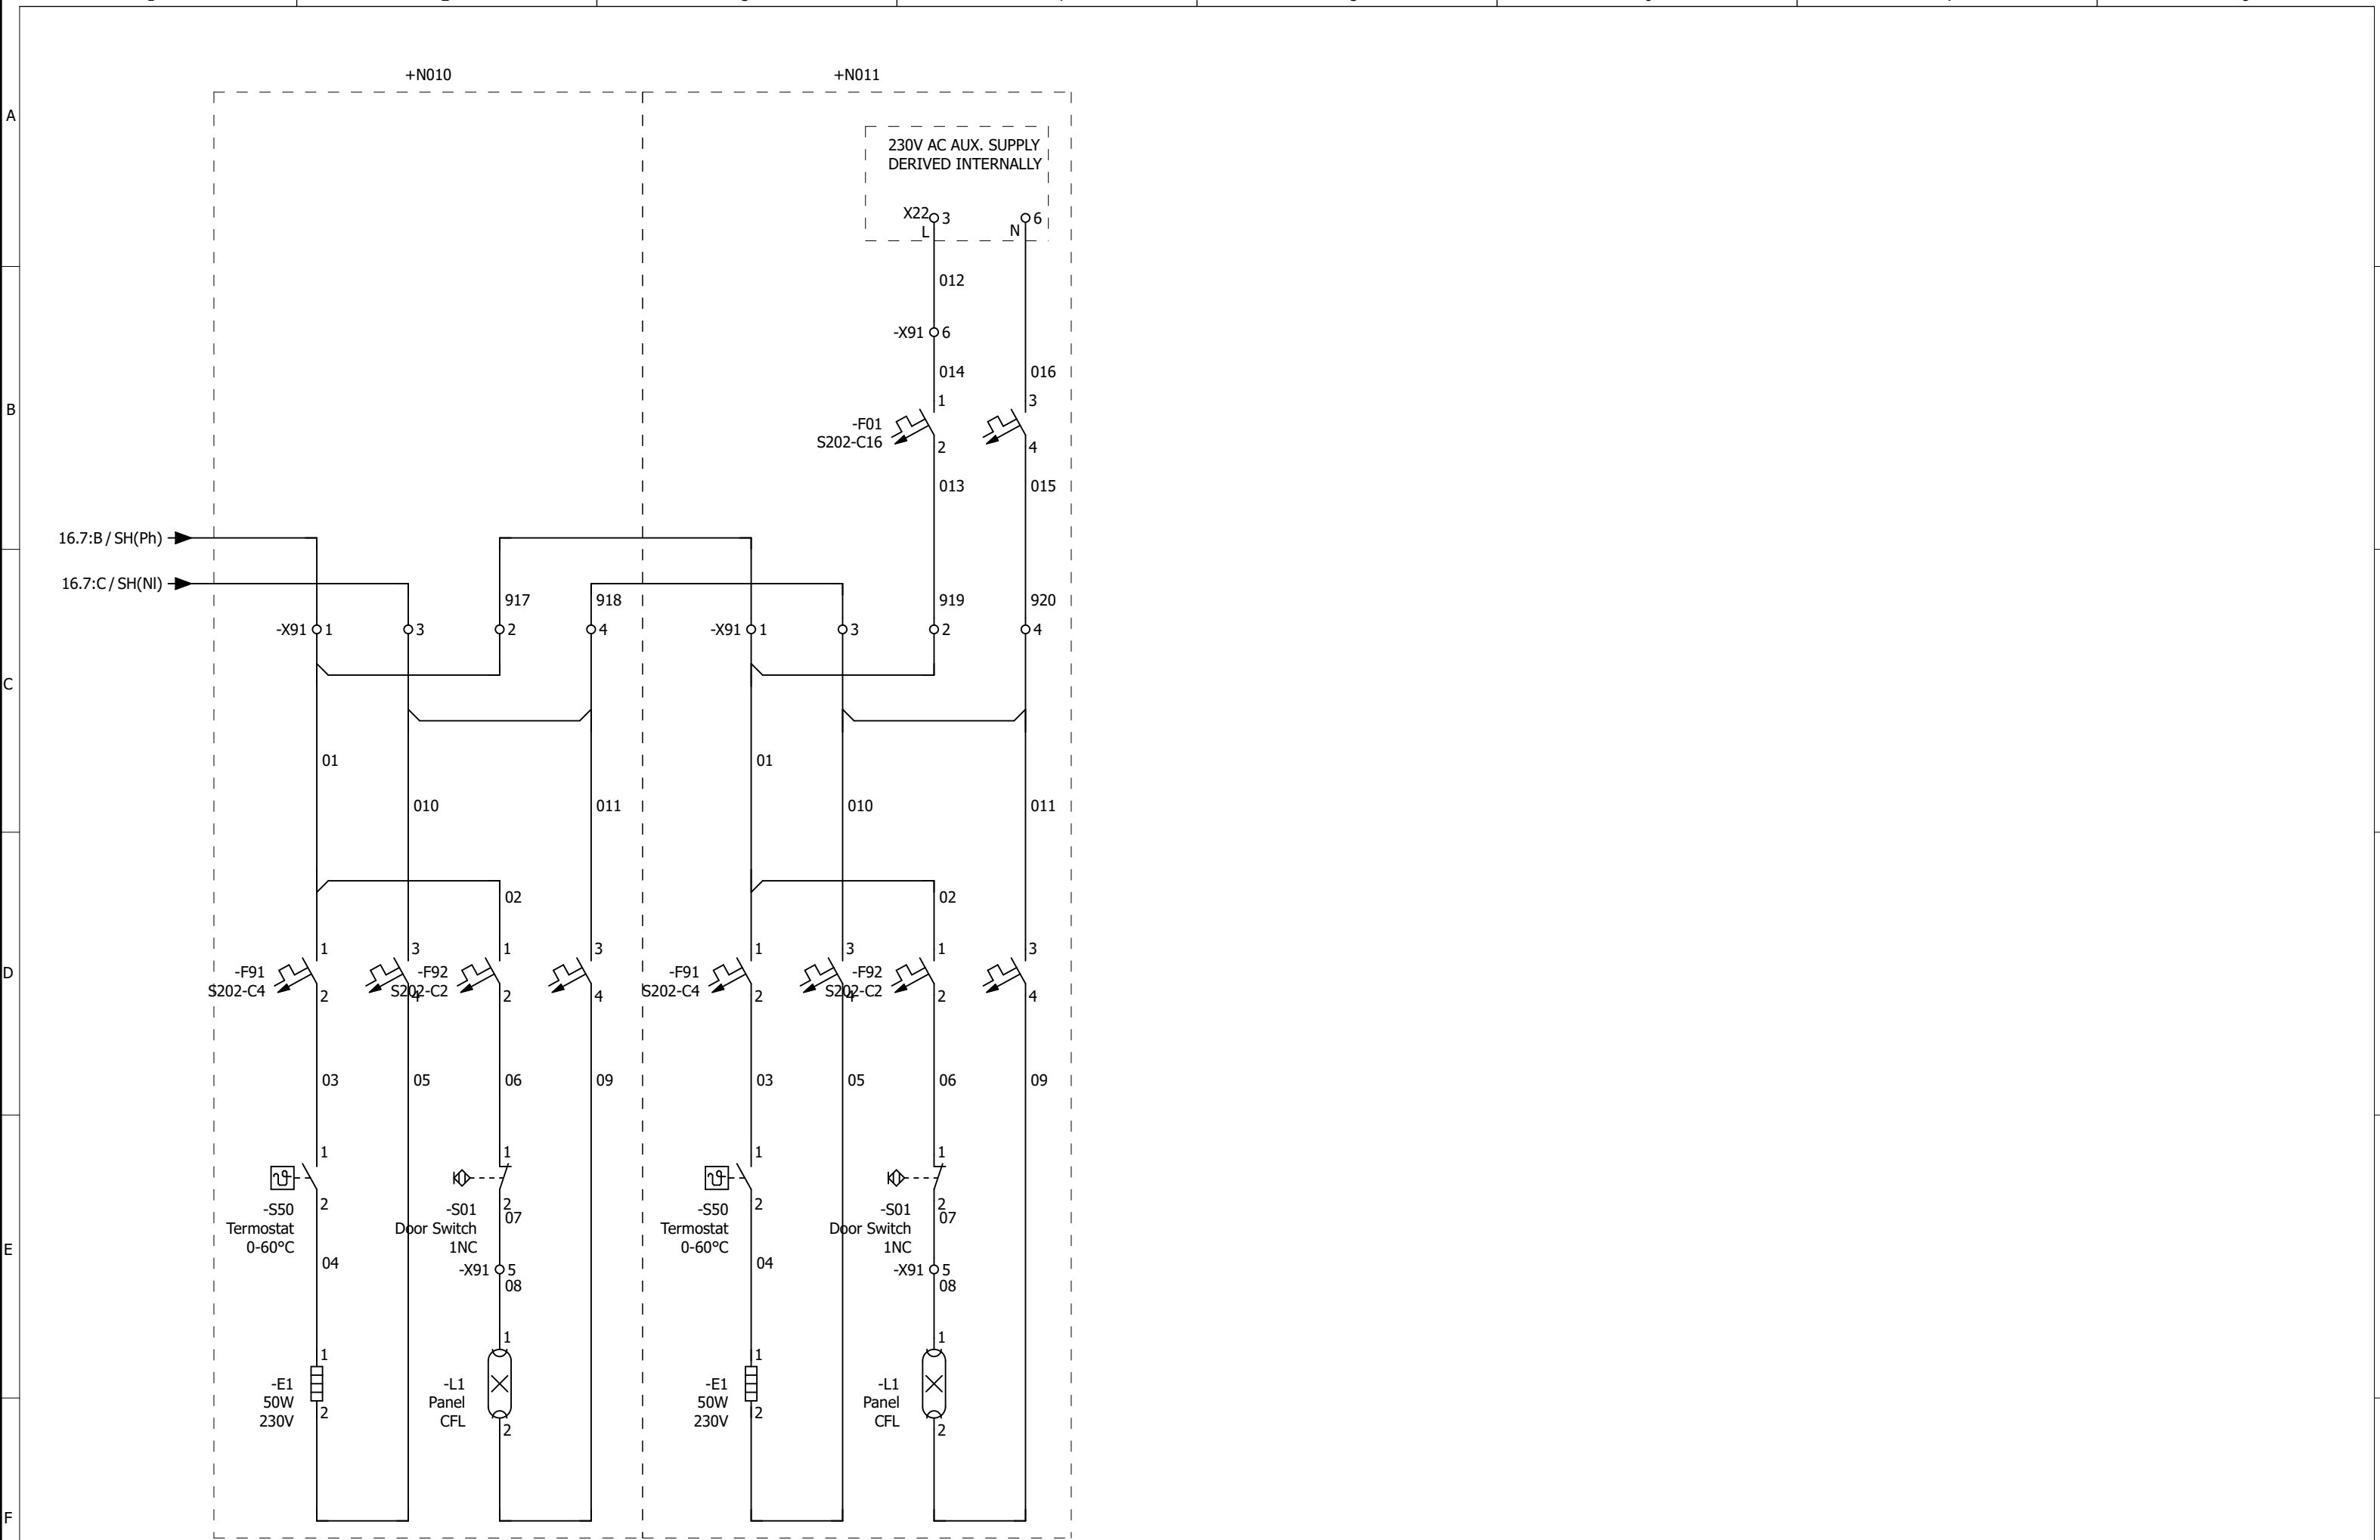 +N010
+N011
A
230V AC AUX. SUPPLY
DERIVED INTERNALLY
X22 3
6
L
N
012
-X91 6
014
016
B
1
3
-F01
S202-C16
2
4
013
015
16.7:B / SH(Ph)
16.7:C / SH(Nl)
917
918
919
920
-X91 1
3
2
4
-X91 1
3
2
4
C
01
01
010
011
010
011
02
02
1
3
1
3
1
3
1
3
D
-F91
S202-C4
-F92
S202-C2
-F91
S202-C4
-F92
S202-C2
2
4
2
4
2
4
2
4
03
05
06
09
03
05
06
09
1
1
1
1
2
2
2
2
-S50
Termostat
0-60°C
-S01
Door Switch
1NC
-S50
Termostat
0-60°C
-S01
Door Switch
1NC
07
07
E
04
-X91 5
08
04
-X91 5
08
1
1
1
1
-E1
50W
230V
-L1
Panel
CFL
-E1
50W
230V
-L1
Panel
CFL
2
2
2
2
F